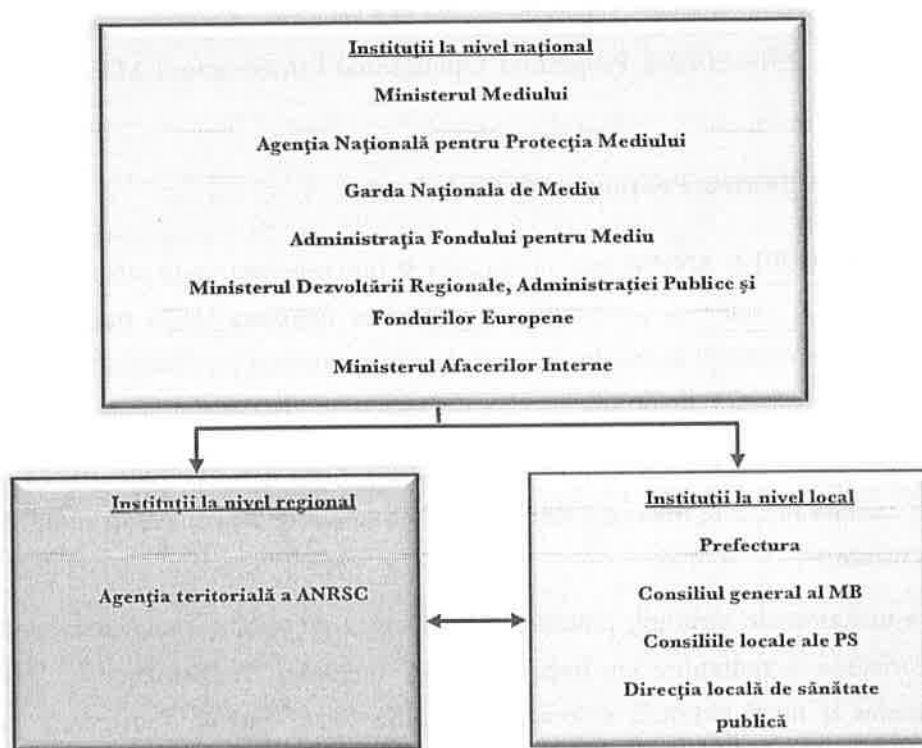 Instituții la nivel național
Ministerul Mediului
Agenția Națională pentru Protecția Mediului
Garda Naționala de Mediu
Administrația Fondului pentru Mediu
Ministerul Dezvoltării Regionale, Administrației Publice și
Fondurilor Europene
Ministerul Afacerilor Interne
Instituții la nivel regional
Agenția teritorială a ANRSC
Instituții la nivel local
Prefectura
Consiliul general al MB
Consiliile locale ale PS
Direcția locală de sănătate
publică